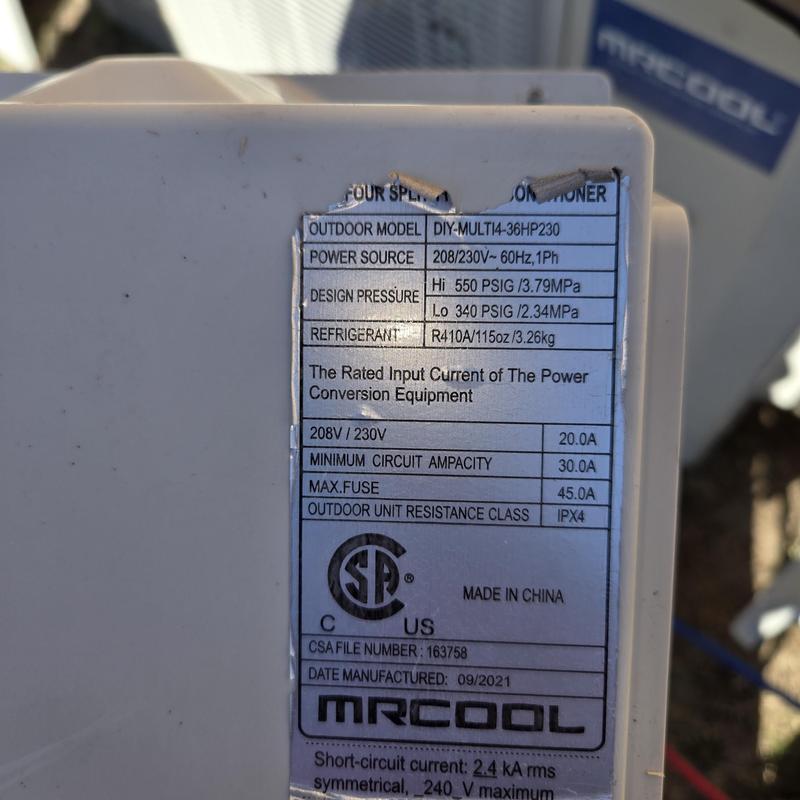 MRCOOL
FOUR SPL
OUTDOOR MODEL DIY-MULTI4-36HP230
POWER SOURCE 208/230V~ 60Hz,1Ph
DESIGN PRESSURE Hi 550 PSIG /3.79MPa
Lo 340 PSIG /2.34MPa
REFRIGERANT R410A/115oz/3.26kg
The Rated Input Current of The Power
Conversion Equipment
208V / 230V 20.0A
MINIMUM CIRCUIT AMPACITY 30.0A
MAX.FUSE 45.0A
OUTDOOR UNIT RESISTANCE CLASS IPX4
CSA®
C US
MADE IN CHINA
CSA FILE NUMBER : 163758
DATE MANUFACTURED: 09/2021
MRCOOL
Short-circuit current: 2.4 kA rms
symmetrical, _240_V maximum